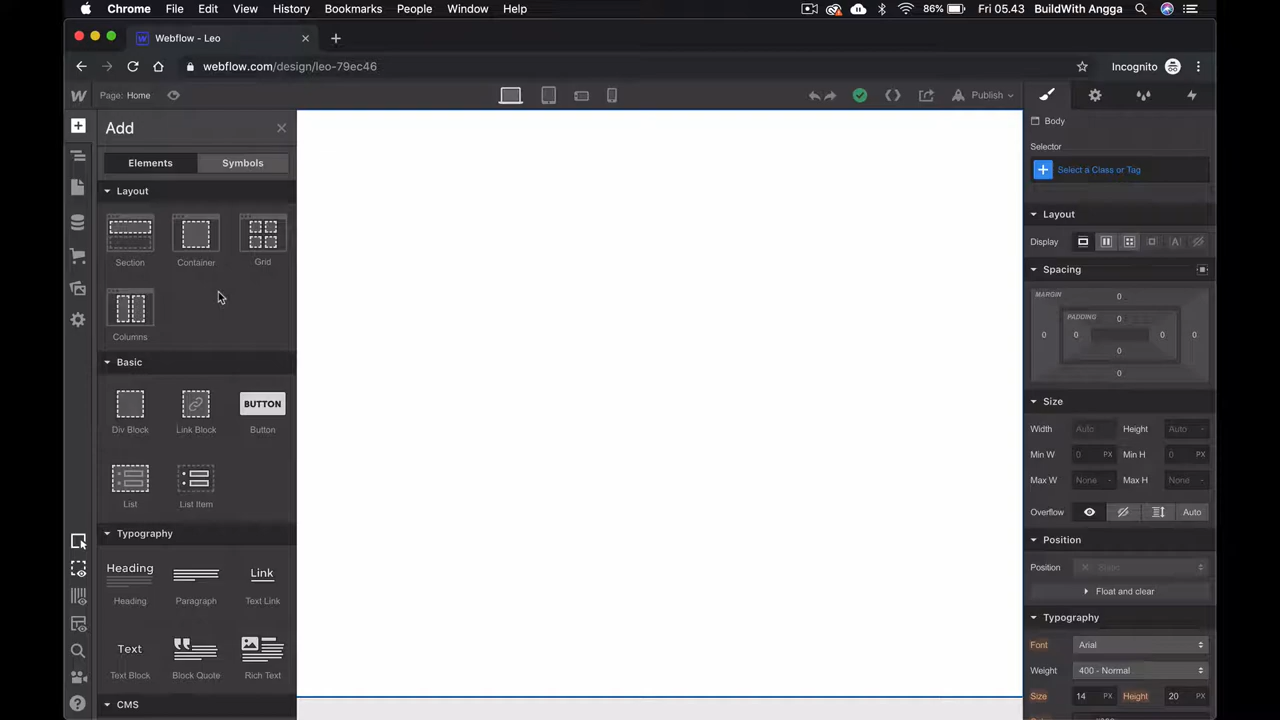 Chrome File Edit View History Bookmarks People Window Help 86% Fri 05.43 BuildWith Angga
Webflow - Leo
webflow.com/design/leo-79ec46 Incognito
Page: Home Publish
Add
Body
Elements Symbols
Selector
Select a Class or Tag
Layout
Section Container Grid
Columns
Basic
Div Block Link Block BUTTON Button
List List Item
Typography
Heading Link
Heading Paragraph Text Link
Text
Text Block Block Quote Rich Text
CMS
Layout
Display
Spacing
MARGIN 0
PADDING 0
0 0 0 0
0
0
Size
Width Auto Height Auto -
Min W 0 PX Min H 0 PX
Max W None - Max H None -
Overflow Auto
Position
Position
Float and clear
Typography
Font Arial
Weight 400 - Normal
Size 14 PX Height 20 PX